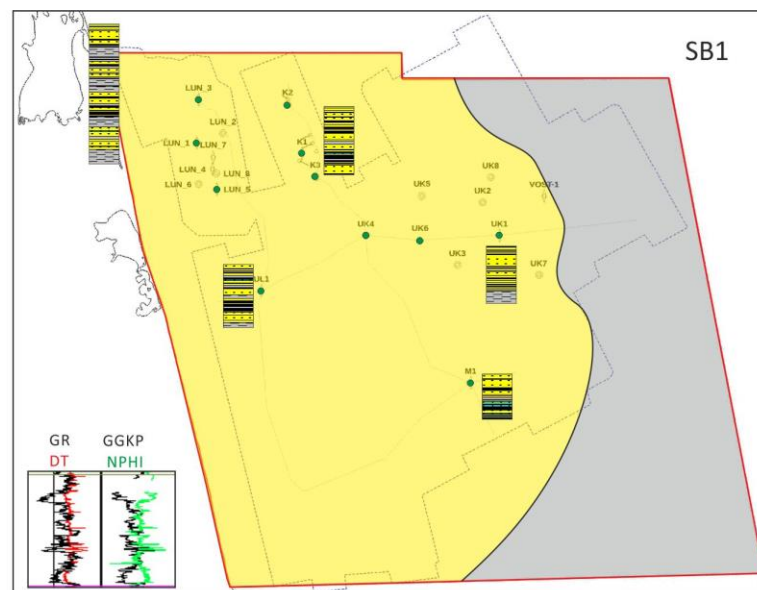 SB1
LUN_3
K2
LUN_2
LUN_1
LUN_7
K1
LUN_4
LUN_8
K3
LUN_6
LUN_5
UK8
UK5
UK2
VOST-1
UK4
UK6
UK1
UK3
UK7
UL1
M1
GR GGKP
DT NPHI